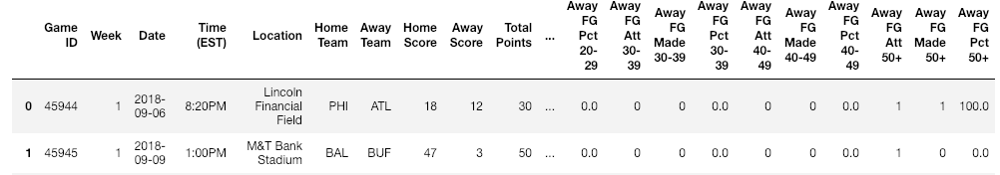 Game
ID
Week
Date
Time
(EST)
Location
Home
Team
Away
Team
Home
Score
Away
Score
Total
Points
...
Away
FG
Pct
20-
29
Away
FG
Att
30-
39
Away
FG
Made
30-39
Away
FG
Pct
30-
39
Away
FG
Att
40-
49
Away
FG
Made
40-49
Away
FG
Pct
40-
49
Away
FG
Att
50+
Away
FG
Made
50+
Away
FG
Pct
50+
0
45944
1
2018-
09-06
8:20PM
Lincoln
Financial
Field
PHI
ATL
18
12
30
...
0.0
0
0
0.0
0
0
0.0
1
1
100.0
1
45945
1
2018-
09-09
1:00PM
M&T Bank
Stadium
BAL
BUF
47
3
50
...
0.0
0
0
0.0
0
0
0.0
1
0
0.0